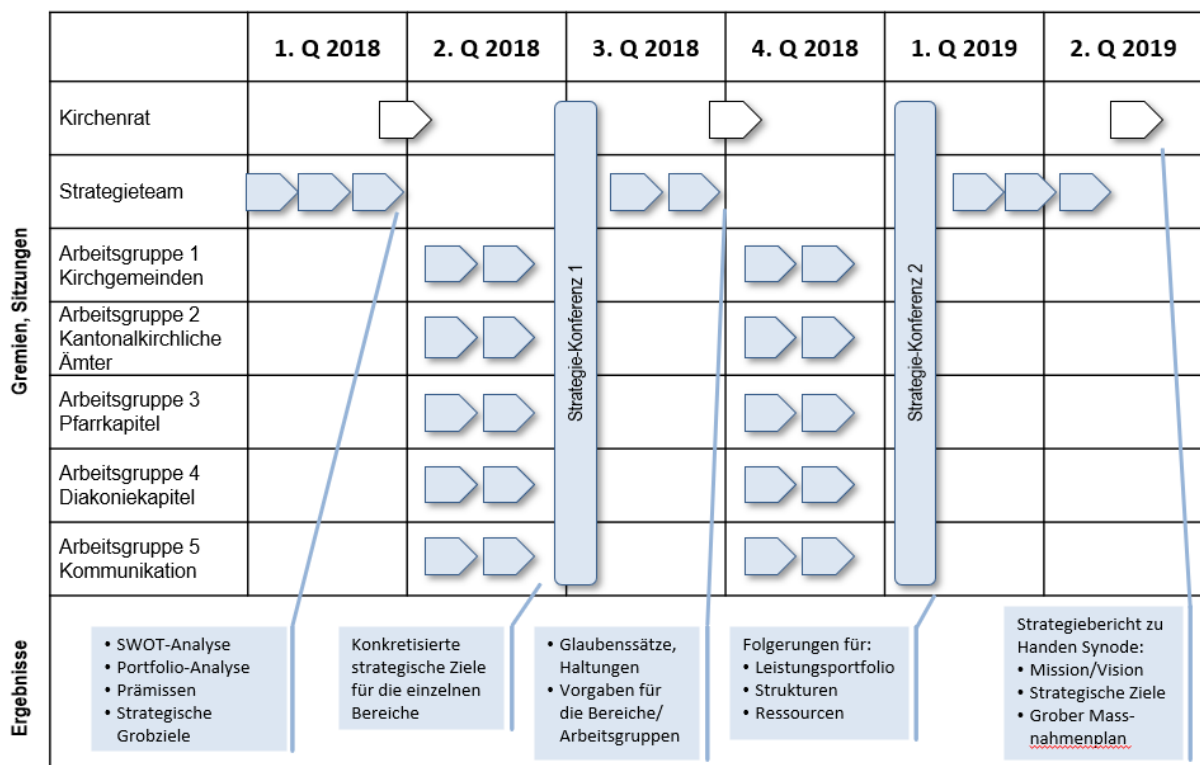 1. Q 2018
2. Q 2018
3. Q 2018
4. Q 2018
1. Q 2019
2. Q 2019
Gremien, Sitzungen
Kirchenrat
Strategieteam
Arbeitsgruppe 1
Kirchgemeinden
Arbeitsgruppe 2
Kantonalkirchliche
Ämter
Arbeitsgruppe 3
Pfarrkapitel
Arbeitsgruppe 4
Diakoniekapitel
Arbeitsgruppe 5
Kommunikation
Strategie-Konferenz 1
Strategie-Konferenz 2
Ergebnisse
• SWOT-Analyse
• Portfolio-Analyse
• Prämissen
• Strategische
Grobziele
Konkretisierte
strategische Ziele
für die einzelnen
Bereiche
• Glaubenssätze,
Haltungen
• Vorgaben für
die Bereiche/
Arbeitsgruppen
Folgerungen für:
• Leistungsportfolio
• Strukturen
• Ressourcen
Strategiebericht zu
Handen Synode:
• Mission/Vision
• Strategische Ziele
• Grober Mass-
nahmenplan